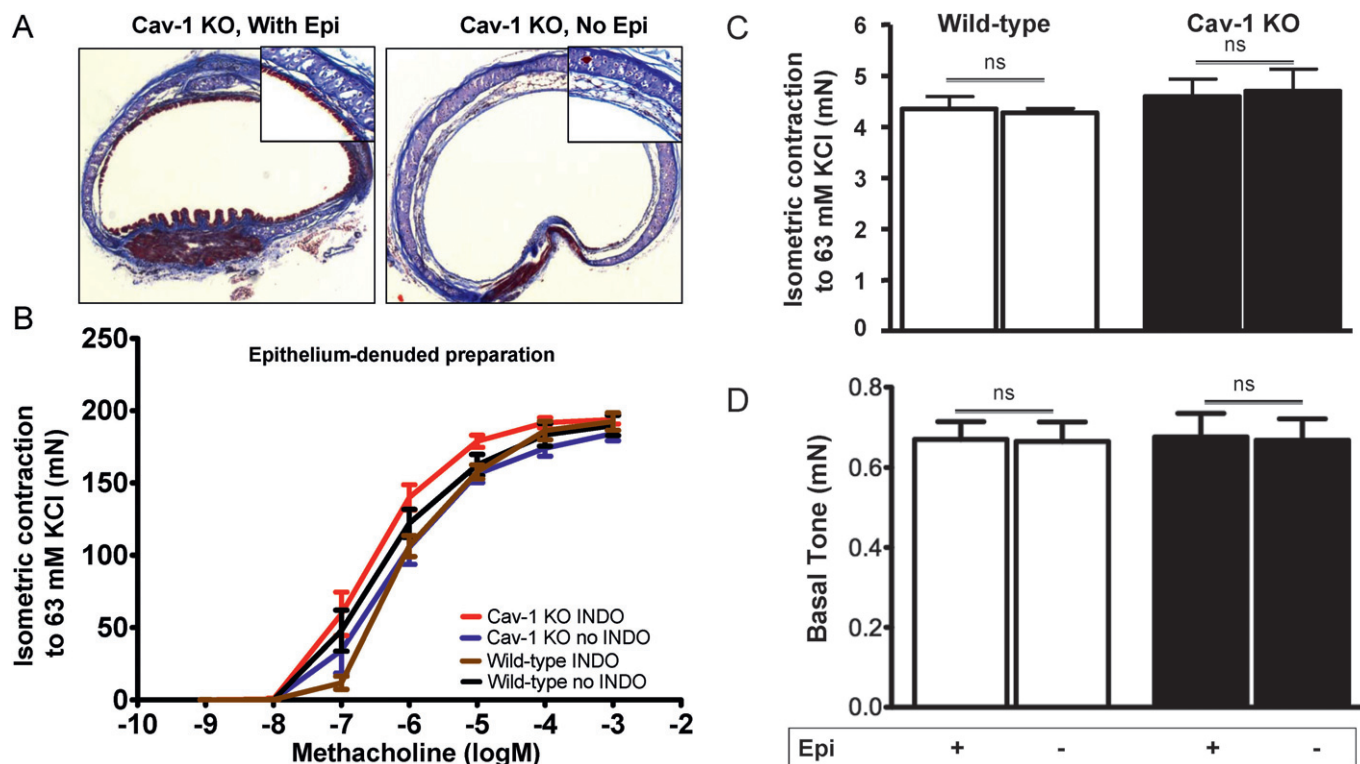 A
Cav-1 KO, With Epi
Cav-1 KO, No Epi
B
Isometric contraction
to 63 mM KCl (mN)
250
200
150
100
50
0
Epithelium-denuded preparation
Cav-1 KO INDO
Cav-1 KO no INDO
Wild-type INDO
Wild-type no INDO
-10 -9 -8 -7 -6 -5 -4 -3 -2
Methacholine (logM)
C
Wild-type
Cav-1 KO
Isometric contraction
to 63 mM KCl (mN)
6
5
4
3
2
1
0
ns
ns
D
Basal Tone (mN)
0.8
0.6
0.4
0.2
0.0
ns
ns
Epi + - + -